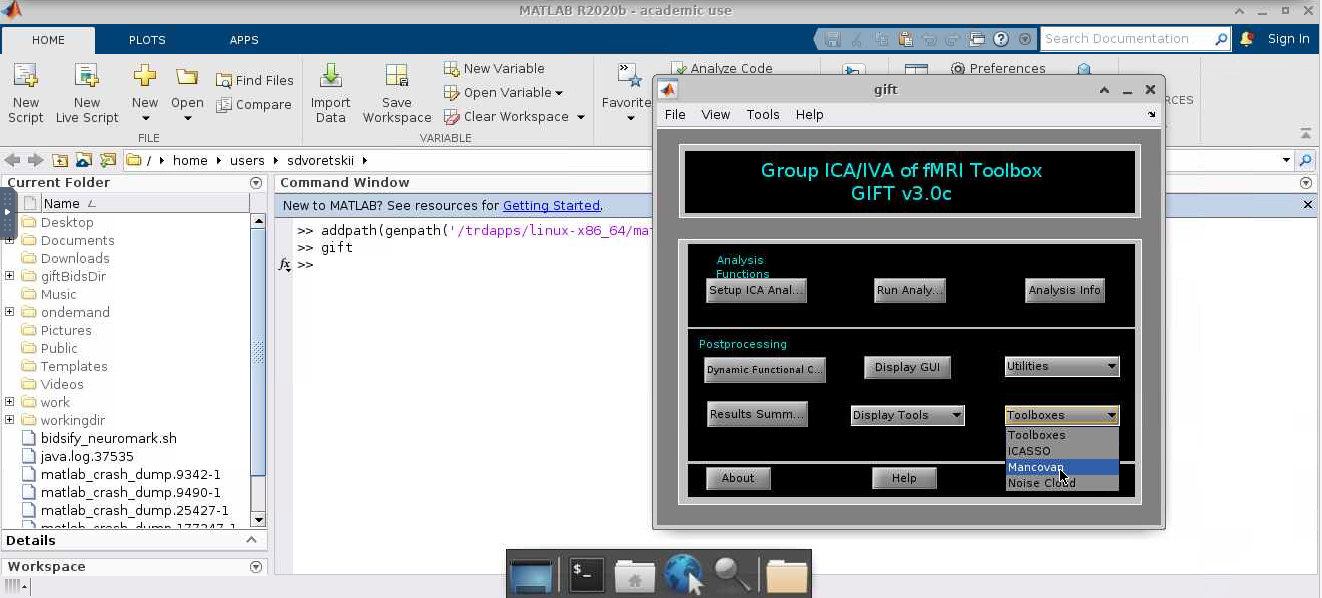 MATLAB R2020b - academic use
HOME PLOTS APPS
Search Documentation Sign In
New Script
New Live Script
New
Open
Find Files
Compare
FILE
Import Data
Save Workspace
New Variable
Open Variable
Clear Workspace
VARIABLE
Favorite
Analyze Code
Preferences
RCES
/ home users sdvoretskii
Current Folder
Name
Desktop
Documents
Downloads
giftBidsDir
Music
ondemand
Pictures
Public
Templates
Videos
work
workingdir
bidsify_neuromark.sh
java.log.37535
matlab_crash_dump.9342-1
matlab_crash_dump.9490-1
matlab_crash_dump.25427-1
matlab_crash_dump.177247-1
Details
Workspace
Command Window
New to MATLAB? See resources for Getting Started.
>> addpath(genpath('/trdapps/linux-x86_64/mat
>> gift
fx >>
gift
File View Tools Help
Group ICA/IVA of fMRI Toolbox
GIFT v3.0c
Analysis
Functions
Setup ICA Anal... Run Analy... Analysis Info
Postprocessing
Dynamic Functional C... Display GUI Utilities
Results Summ... Display Tools Toolboxes
Toolboxes
ICASSO
Mancovan
Noise Cloud
About Help
$_